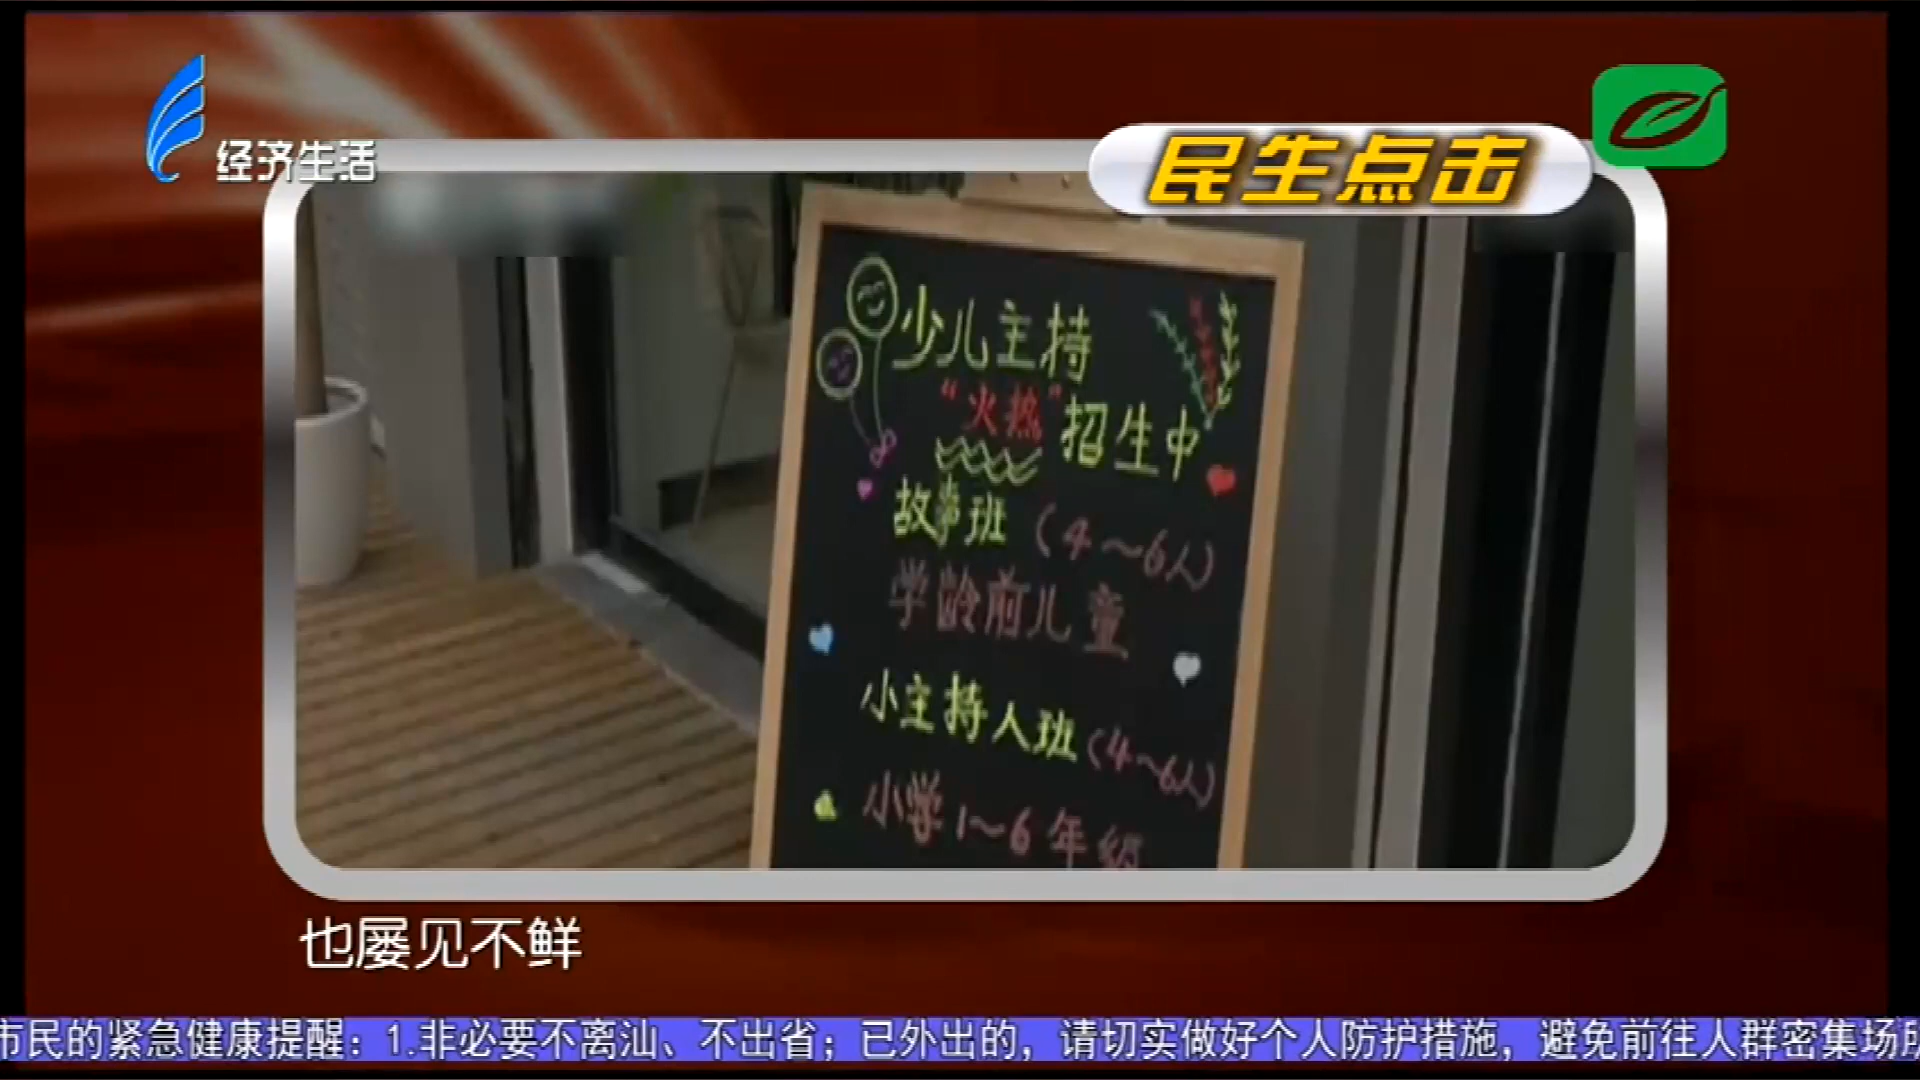 经济生活
民生点击
少儿主持
“火热”招生中
故事班（4～6人）
学龄前儿童
小主持人班（4～6人）
小学1～6年级
也屡见不鲜
市民的紧急健康提醒：1.非必要不离汕、不出省；已外出的，请切实做好个人防护措施，避免前往人群密集场所